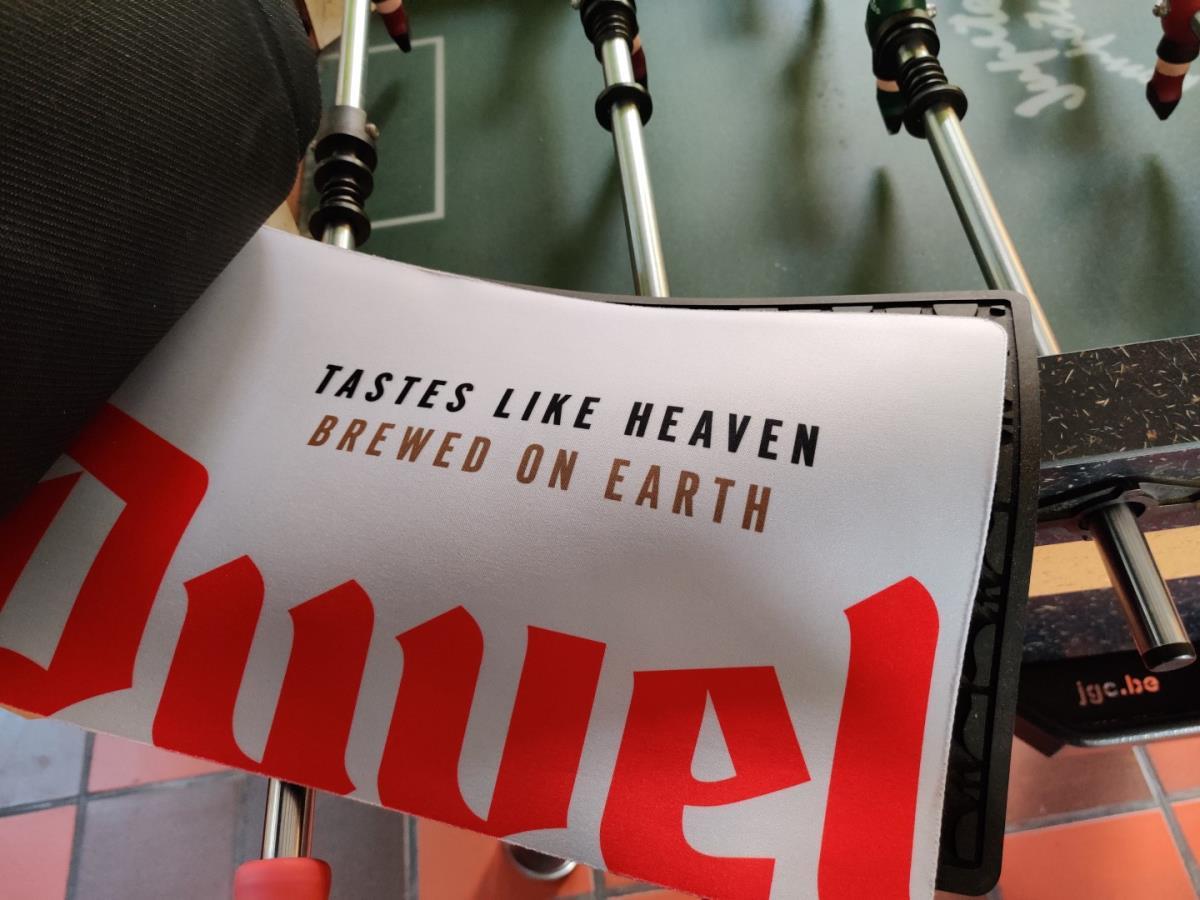 TASTES LIKE HEAVEN
BREWED ON EARTH
Duvel
jgc.be